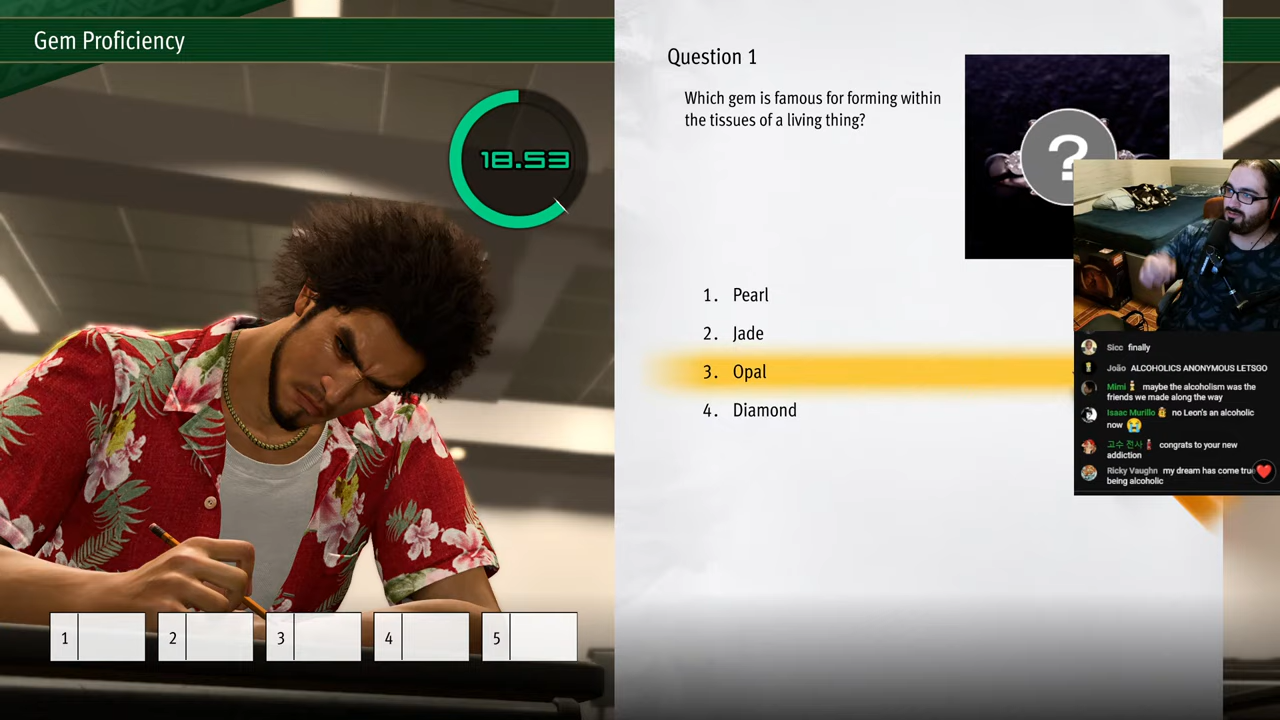 Gem Proficiency
18.53
Question 1
Which gem is famous for forming within
the tissues of a living thing?
?
1. Pearl
2. Jade
3. Opal
4. Diamond
Sicc finally
João ALCOHOLICS ANONYMOUS LETSGO
Mimi maybe the alcoholism was the
friends we made along the way
Isaac Murillo no Leon's an alcoholic
now
고수 전사 congrats to your new
addiction
Ricky Vaughn my dream has come true
being alcoholic
1
2
3
4
5